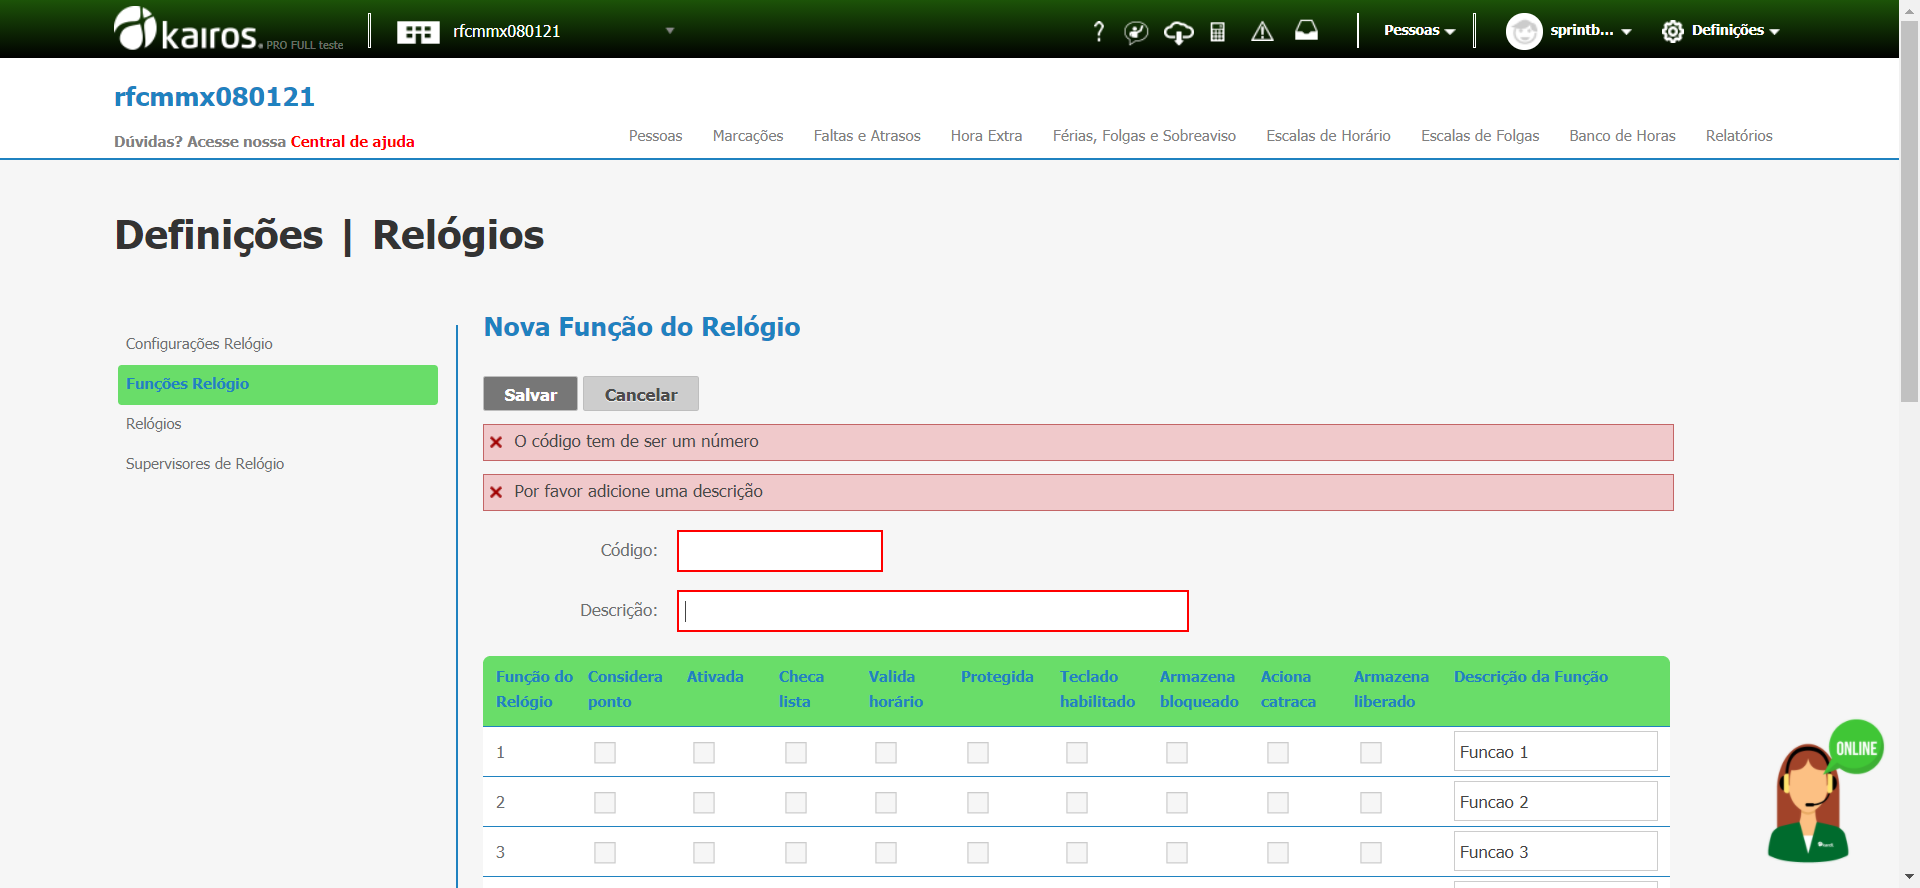 kairos. PRO FULL teste
rfcmmx080121
?
Pessoas
sprintb...
Definições
rfcmmx080121
Dúvidas? Acesse nossa Central de ajuda
Pessoas Marcações Faltas e Atrasos Hora Extra Férias, Folgas e Sobreaviso Escalas de Horário Escalas de Folgas Banco de Horas Relatórios
Definições | Relógios
Configurações Relógio
Funções Relógio
Relógios
Supervisores de Relógio
Nova Função do Relógio
Salvar Cancelar
O código tem de ser um número
Por favor adicione uma descrição
Código:
Descrição:
Função do Relógio Considera ponto Ativada Checa lista Valida horário Protegida Teclado habilitado Armazena bloqueado Aciona catraca Armazena liberado Descrição da Função
1 Funcao 1
2 Funcao 2
3 Funcao 3
ONLINE